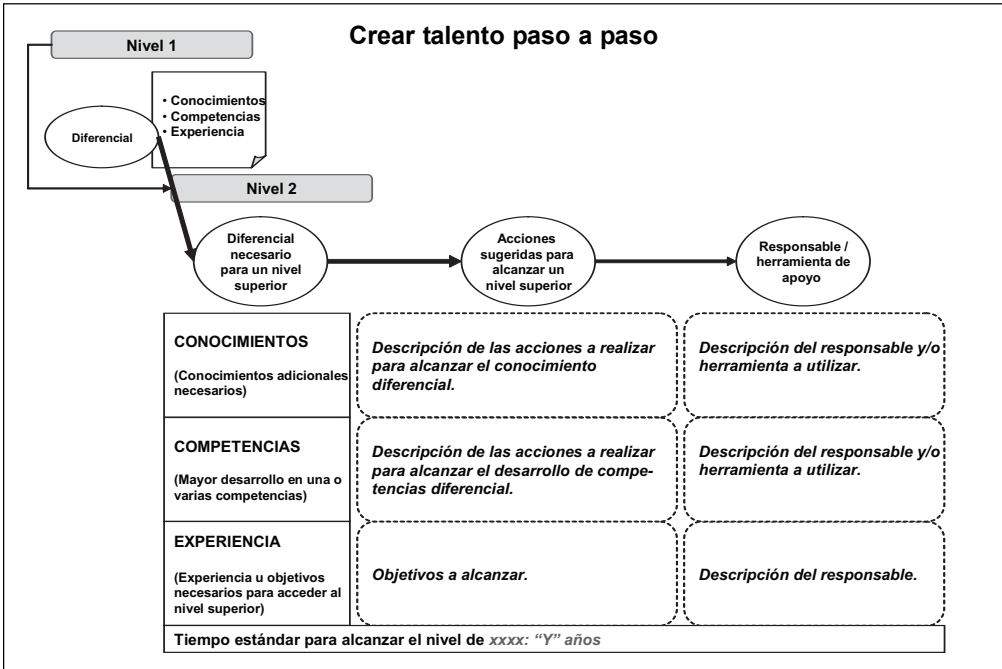 Crear talento paso a paso
Nivel 1
• Conocimientos
• Competencias
• Experiencia
Diferencial
Nivel 2
Diferencial
necesario
para un nivel
superior
Acciones
sugeridas para
alcanzar un
nivel superior
Responsable /
herramienta de
apoyo
CONOCIMIENTOS
(Conocimientos adicionales
necesarios)
Descripción de las acciones a realizar
para alcanzar el conocimiento
diferencial.
Descripción del responsable y/o
herramienta a utilizar.
COMPETENCIAS
(Mayor desarrollo en una o
varias competencias)
Descripción de las acciones a realizar
para alcanzar el desarrollo de compe-
tencias diferencial.
Descripción del responsable y/o
herramienta a utilizar.
EXPERIENCIA
(Experiencia u objetivos
necesarios para acceder al
nivel superior)
Objetivos a alcanzar.
Descripción del responsable.
Tiempo estándar para alcanzar el nivel de xxxx: “Y” años